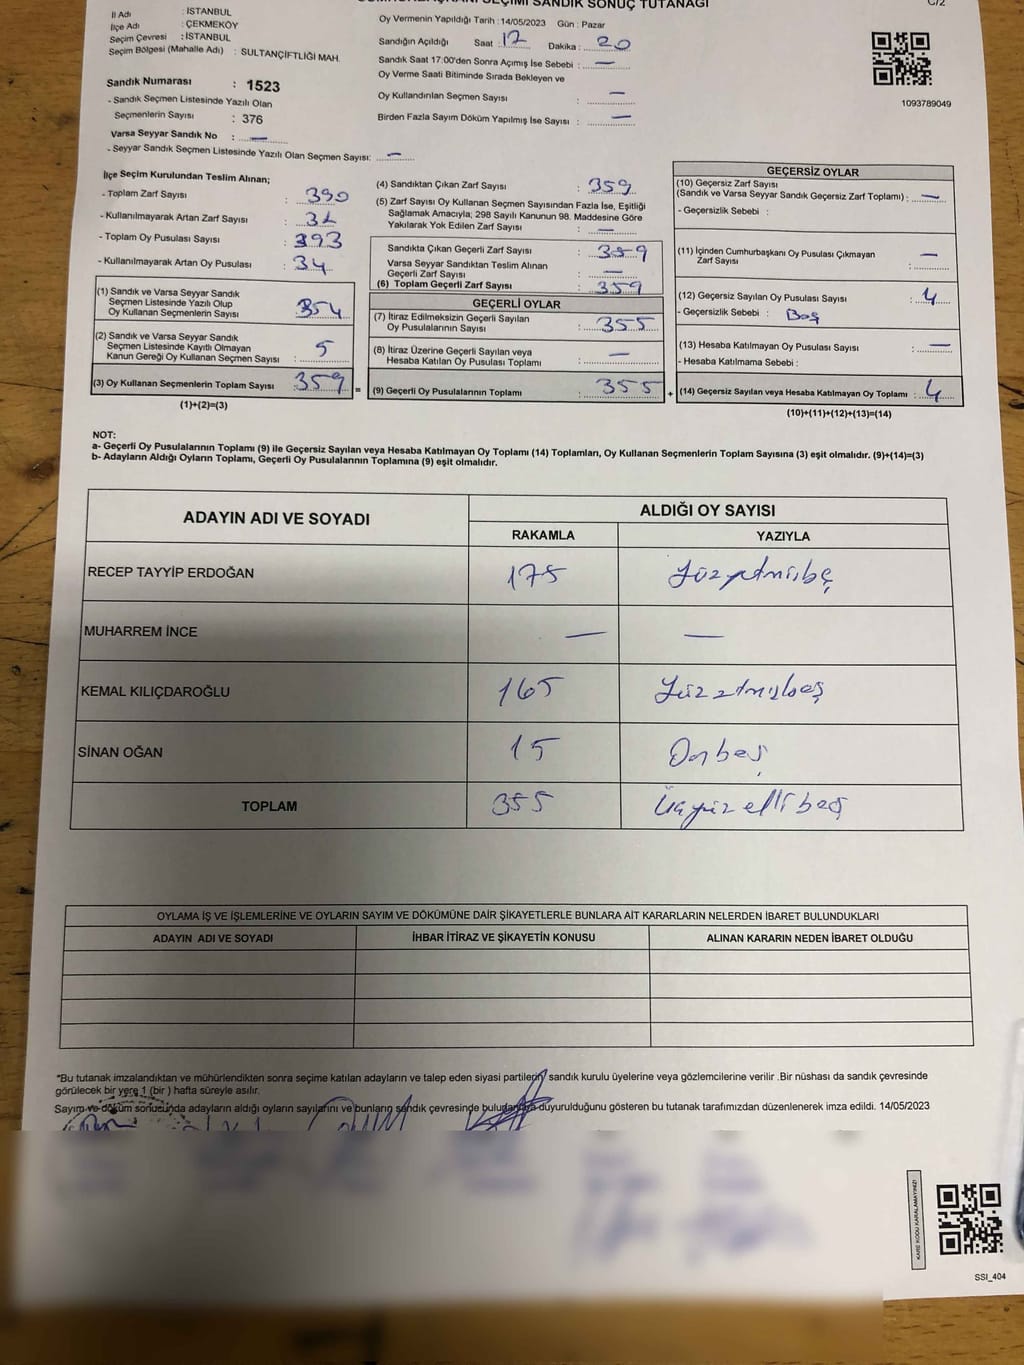 SEÇİMİ SANDIK SONUÇ TUTANAĞI
C/2
İl Adı : İSTANBUL
İlçe Adı : ÇEKMEKÖY
Seçim Çevresi : İSTANBUL
Seçim Bölgesi (Mahalle Adı) : SULTANÇİFTLİĞİ MAH.
Sandık Numarası : 1523
- Sandık Seçmen Listesinde Yazılı Olan
Seçmenlerin Sayısı : 376
Varsa Seyyar Sandık No : —
- Seyyar Sandık Seçmen Listesinde Yazılı Olan Seçmen Sayısı: —
Oy Vermenin Yapıldığı Tarih : 14/05/2023 Gün : Pazar
Sandığın Açıldığı Saat : 17 Dakika : 20
Sandık Saat 17:00'den Sonra Açımış İse Sebebi : —
Oy Verme Saati Bitiminde Sırada Bekleyen ve
Oy Kullandırılan Seçmen Sayısı : —
Birden Fazla Sayım Döküm Yapılmış İse Sayısı : —
1093789049
İlçe Seçim Kurulundan Teslim Alınan;
- Toplam Zarf Sayısı : 390
- Kullanılmayarak Artan Zarf Sayısı : 31
- Toplam Oy Pusulası Sayısı : 393
- Kullanılmayarak Artan Oy Pusulası : 34
(1) Sandık ve Varsa Seyyar Sandık
Seçmen Listesinde Yazılı Olup
Oy Kullanan Seçmenlerin Sayısı : 354
(2) Sandık ve Varsa Seyyar Sandık
Seçmen Listesinde Kayıtlı Olmayan
Kanun Gereği Oy Kullanan Seçmen Sayısı : 5
(3) Oy Kullanan Seçmenlerin Toplam Sayısı : 359 =
(1)+(2)=(3)
(4) Sandıktan Çıkan Zarf Sayısı : 359
(5) Zarf Sayısı Oy Kullanan Seçmen Sayısından Fazla İse, Eşitliği
Sağlamak Amacıyla; 298 Sayılı Kanunun 98. Maddesine Göre
Yakılarak Yok Edilen Zarf Sayısı : —
Sandıkta Çıkan Geçerli Zarf Sayısı : 359
Varsa Seyyar Sandıktan Teslim Alınan
Geçerli Zarf Sayısı : —
(6) Toplam Geçerli Zarf Sayısı : 359
GEÇERLİ OYLAR
(7) İtiraz Edilmeksizin Geçerli Sayılan
Oy Pusulalarının Sayısı : 355
(8) İtiraz Üzerine Geçerli Sayılan veya
Hesaba Katılan Oy Pusulası Toplamı : —
(9) Geçerli Oy Pusulalarının Toplamı : 355 +
GEÇERSİZ OYLAR
(10) Geçersiz Zarf Sayısı
(Sandık ve Varsa Seyyar Sandık Geçersiz Zarf Toplamı) : —
- Geçersizlik Sebebi :
(11) İçinden Cumhurbaşkanı Oy Pusulası Çıkmayan
Zarf Sayısı : —
(12) Geçersiz Sayılan Oy Pusulası Sayısı : 4
- Geçersizlik Sebebi : Boş
(13) Hesaba Katılmayan Oy Pusulası Sayısı : —
- Hesaba Katılmama Sebebi :
(14) Geçersiz Sayılan veya Hesaba Katılmayan Oy Toplamı : 4
(10)+(11)+(12)+(13)=(14)
NOT:
a- Geçerli Oy Pusulalarının Toplamı (9) ile Geçersiz Sayılan veya Hesaba Katılmayan Oy Toplamı (14) Toplamları, Oy Kullanan Seçmenlerin Toplam Sayısına (3) eşit olmalıdır. (9)+(14)=(3)
b- Adayların Aldığı Oyların Toplamı, Geçerli Oy Pusulalarının Toplamına (9) eşit olmalıdır.
ADAYIN ADI VE SOYADI
ALDIĞI OY SAYISI
RAKAMLA YAZIYLA
RECEP TAYYİP ERDOĞAN 175 Yüzyetmişbeş
MUHARREM İNCE — —
KEMAL KILIÇDAROĞLU 165 Yüzatmışbeş
SİNAN OĞAN 15 Onbeş
TOPLAM 355 Üçyüzellibeş
OYLAMA İŞ VE İŞLEMLERİNE VE OYLARIN SAYIM VE DÖKÜMÜNE DAİR ŞİKAYETLERLE BUNLARA AİT KARARLARIN NELERDEN İBARET BULUNDUKLARI
ADAYIN ADI VE SOYADI İHBAR İTİRAZ VE ŞİKAYETİN KONUSU ALINAN KARARIN NEDEN İBARET OLDUĞU
*Bu tutanak imzalandıktan ve mühürlendikten sonra seçime katılan adayların ve talep eden siyasi partilerin sandık kurulu üyelerine veya gözlemcilerine verilir .Bir nüshası da sandık çevresinde
görülecek bir yere 1 (bir ) hafta süreyle asılır.
Sayım ve döküm sonucunda adayların aldığı oyların sayılarını ve bunların sandık çevresinde duyurulduğunu gösteren bu tutanak tarafımızdan düzenlenerek imza edildi. 14/05/2023
KARE KODU KARALAMAYINIZ!
SSI_404